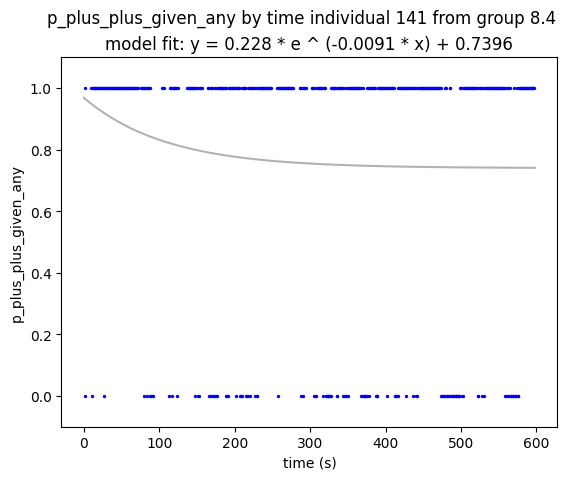 p_plus_plus_given_any by time individual 141 from group 8.4
model fit: y = 0.228 * e ^ (-0.0091 * x) + 0.7396
p_plus_plus_given_any
1.0
0.8
0.6
0.4
0.2
0.0
0 100 200 300 400 500 600
time (s)